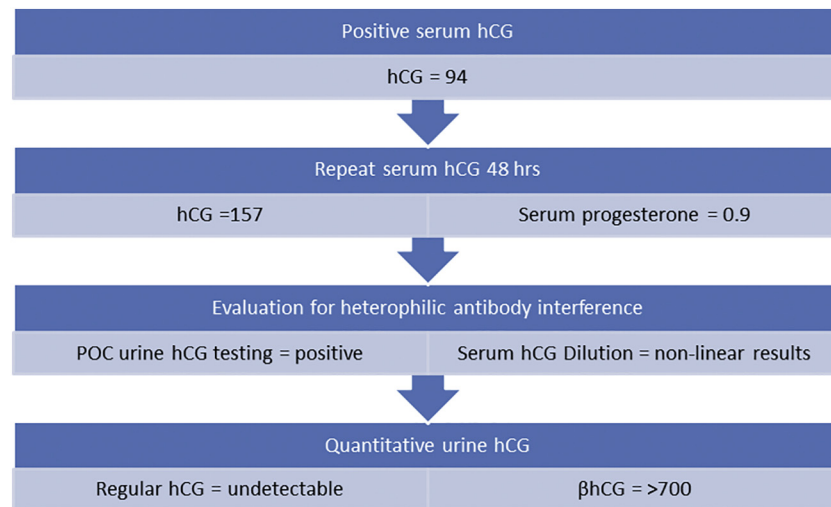 Positive serum hCG
hCG = 94
Repeat serum hCG 48 hrs
hCG =157
Serum progesterone = 0.9
Evaluation for heterophilic antibody interference
POC urine hCG testing = positive
Serum hCG Dilution = non-linear results
Quantitative urine hCG
Regular hCG = undetectable
βhCG = >700